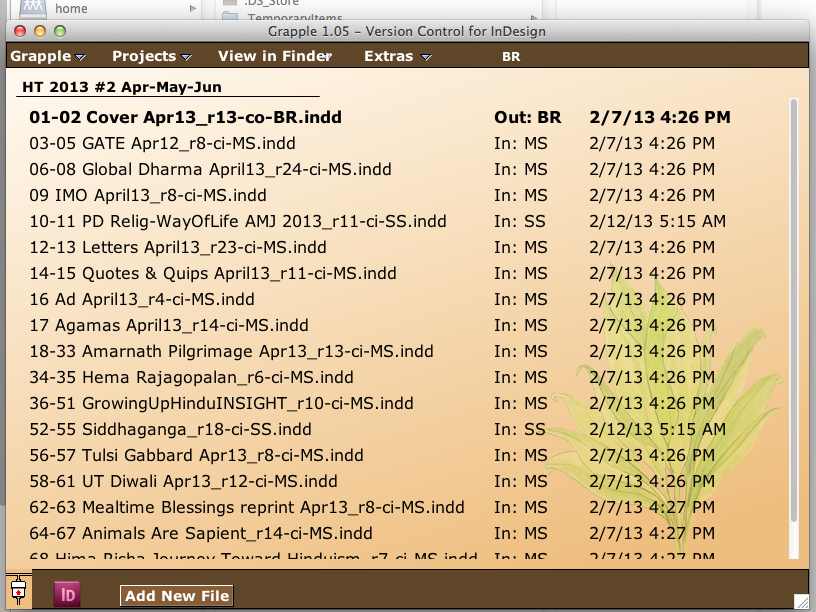 home
.DS_Store
TemporaryItems
Grapple 1.05 – Version Control for InDesign
Grapple Projects View in Finder Extras BR
HT 2013 #2 Apr-May-Jun
01-02 Cover Apr13_r13-co-BR.indd Out: BR 2/7/13 4:26 PM
03-05 GATE Apr12_r8-ci-MS.indd In: MS 2/7/13 4:26 PM
06-08 Global Dharma April13_r24-ci-MS.indd In: MS 2/7/13 4:26 PM
09 IMO April13_r8-ci-MS.indd In: MS 2/7/13 4:26 PM
10-11 PD Relig-WayOfLife AMJ 2013_r11-ci-SS.indd In: SS 2/12/13 5:15 AM
12-13 Letters April13_r23-ci-MS.indd In: MS 2/7/13 4:26 PM
14-15 Quotes & Quips April13_r11-ci-MS.indd In: MS 2/7/13 4:26 PM
16 Ad April13_r4-ci-MS.indd In: MS 2/7/13 4:26 PM
17 Agamas April13_r14-ci-MS.indd In: MS 2/7/13 4:26 PM
18-33 Amarnath Pilgrimage Apr13_r13-ci-MS.indd In: MS 2/7/13 4:26 PM
34-35 Hema Rajagopalan_r6-ci-MS.indd In: MS 2/7/13 4:26 PM
36-51 GrowingUpHinduINSIGHT_r10-ci-MS.indd In: MS 2/7/13 4:26 PM
52-55 Siddhaganga_r18-ci-SS.indd In: SS 2/12/13 5:15 AM
56-57 Tulsi Gabbard Apr13_r8-ci-MS.indd In: MS 2/7/13 4:26 PM
58-61 UT Diwali Apr13_r12-ci-MS.indd In: MS 2/7/13 4:26 PM
62-63 Mealtime Blessings reprint Apr13_r8-ci-MS.indd In: MS 2/7/13 4:27 PM
64-67 Animals Are Sapient_r14-ci-MS.indd In: MS 2/7/13 4:27 PM
68 Hima Bisha Journey Toward Hinduism_r7-ci-MS.indd In: MS 2/7/13 4:27 PM
ID Add New File